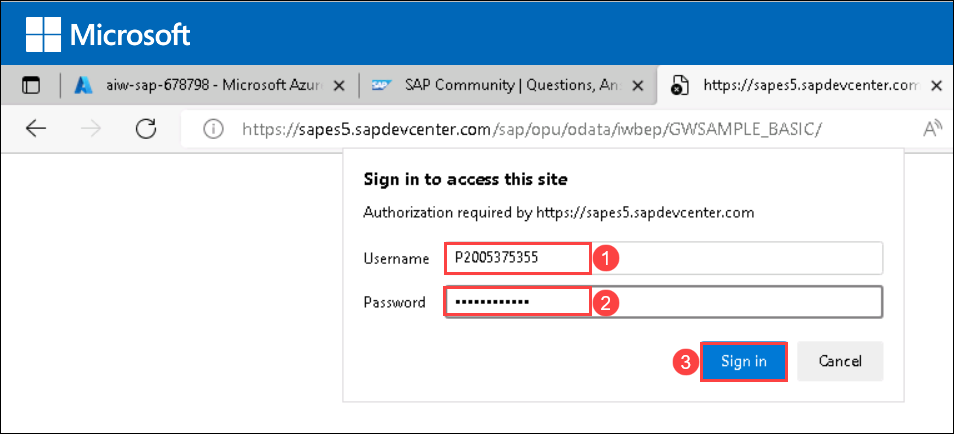 Microsoft
aiw-sap-678798 - Microsoft Azur
SAP
SAP Community | Questions, An
https://sapes5.sapdevcenter.com
https://sapes5.sapdevcenter.com/sap/opu/odata/iwbep/GWSAMPLE_BASIC/
A
Sign in to access this site
Authorization required by https://sapes5.sapdevcenter.com
Username P2005375355 1
Password •••••••••••• 2
3 Sign in Cancel